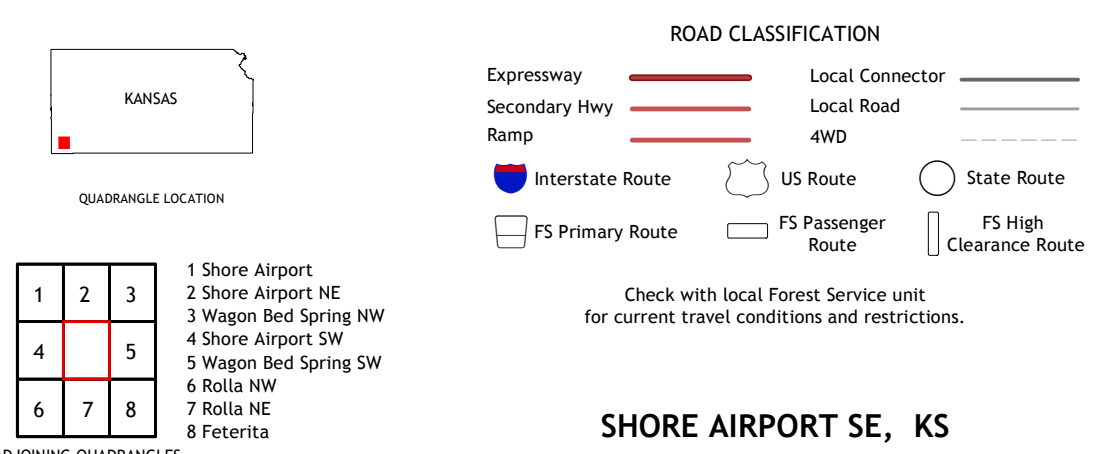 KANSAS
QUADRANGLE LOCATION
ROAD CLASSIFICATION
Expressway
Local Connector
Secondary Hwy
Local Road
Ramp
4WD
Interstate Route
US Route
State Route
FS Primary Route
FS Passenger
Route
FS High
Clearance Route
Check with local Forest Service unit
for current travel conditions and restrictions.
1 2 3
4 5
6 7 8
1 Shore Airport
2 Shore Airport NE
3 Wagon Bed Spring NW
4 Shore Airport SW
5 Wagon Bed Spring SW
6 Rolla NW
7 Rolla NE
8 Feterita
ADJOINING QUADRANGLES
SHORE AIRPORT SE, KS